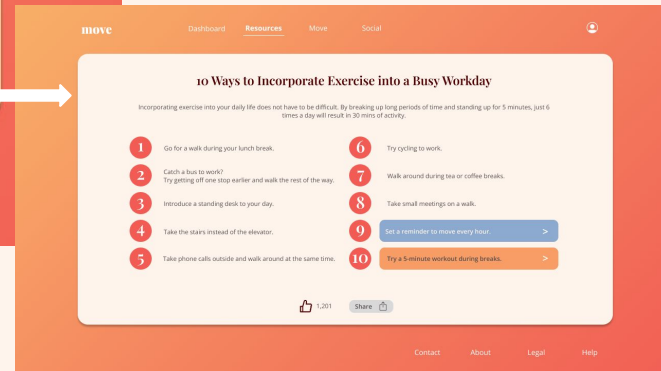 move
Dashboard Resources Move Social
10 Ways to Incorporate Exercise into a Busy Workday
Incorporating exercise into your daily life does not have to be difficult. By breaking up long periods of time and standing up for 5 minutes, just 6
times a day will result in 30 mins of activity.
1 Go for a walk during your lunch break.
2 Catch a bus to work?
Try getting off one stop earlier and walk the rest of the way.
3 Introduce a standing desk to your day.
4 Take the stairs instead of the elevator.
5 Take phone calls outside and walk around at the same time.
6 Try cycling to work.
7 Walk around during tea or coffee breaks.
8 Take small meetings on a walk.
9 Set a reminder to move every hour. >
10 Try a 5-minute workout during breaks. >
1,201 Share
Contact About Legal Help